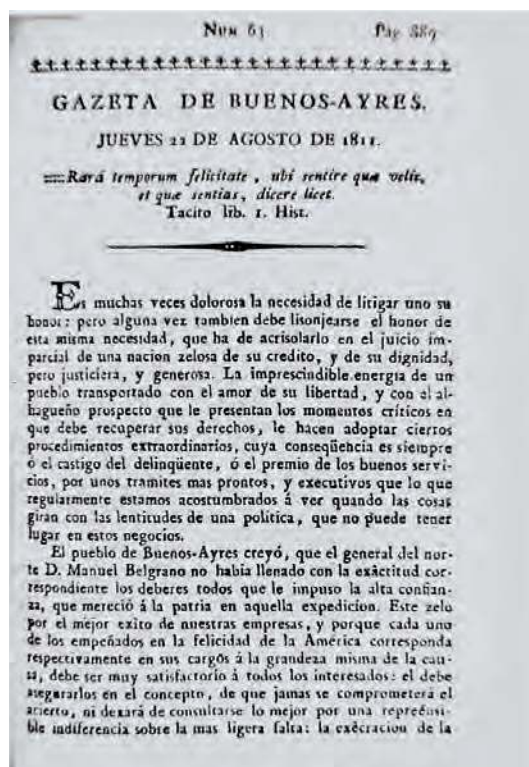 Num 63 Pag. 889
GAZETA DE BUENOS-AYRES.
JUEVES 22 DE AGOSTO DE 1811.
Rará temporum felicitate, ubi sentire quæ velis,
et quæ sentias, dicere licet.
Tacito lib. 1. Hist.
Es muchas veces dolorosa la necesidad de litigar uno su
honor: pero alguna vez tambien debe lisonjearse el honor de
esta misma necesidad, que ha de acrisolarlo en el juicio im-
parcial de una nacion zelosa de su credito, y de su dignidad,
pero justiciera, y generosa. La imprescindible energia de un
pueblo transportado con el amor de su libertad, y con el al-
hagueño prospecto que le presentan los momentos críticos en
que debe recuperar sus derechos, le hacen adoptar ciertos
procedimientos extraordinarios, cuya conseqüencia es siempre
ó el castigo del delinqüente, ó el premio de los buenos servi-
cios, por unos tramites mas prontos, y executivos que lo que
regularmente estamos acostumbrados á ver quando las cosas
giran con las lentitudes de una politica, que no puede tener
lugar en estos negocios.
El pueblo de Buenos-Ayres creyó, que el general del nor-
te D. Manuel Belgrano no habia llenado con la exâctitud cor-
respondiente los deberes todos que le impuso la alta confian-
za, que mereció á la patria en aquella expedicion. Este zelo
por el mejor exito de nuestras empresas, y porque cada uno
de los empeñados en la felicidad de la América corresponda
respectivamente en sus cargos á la grandeza misma de la cau-
sa, debe ser muy satisfactorio á todos los interesados: el debe
asegurarlos en el concepto, de que jamas se comprometerá el
acierto, ni dexará de consultarse lo mejor por una reprensi-
ble indiferencia sobre la mas ligera falta: la exêcracion de la